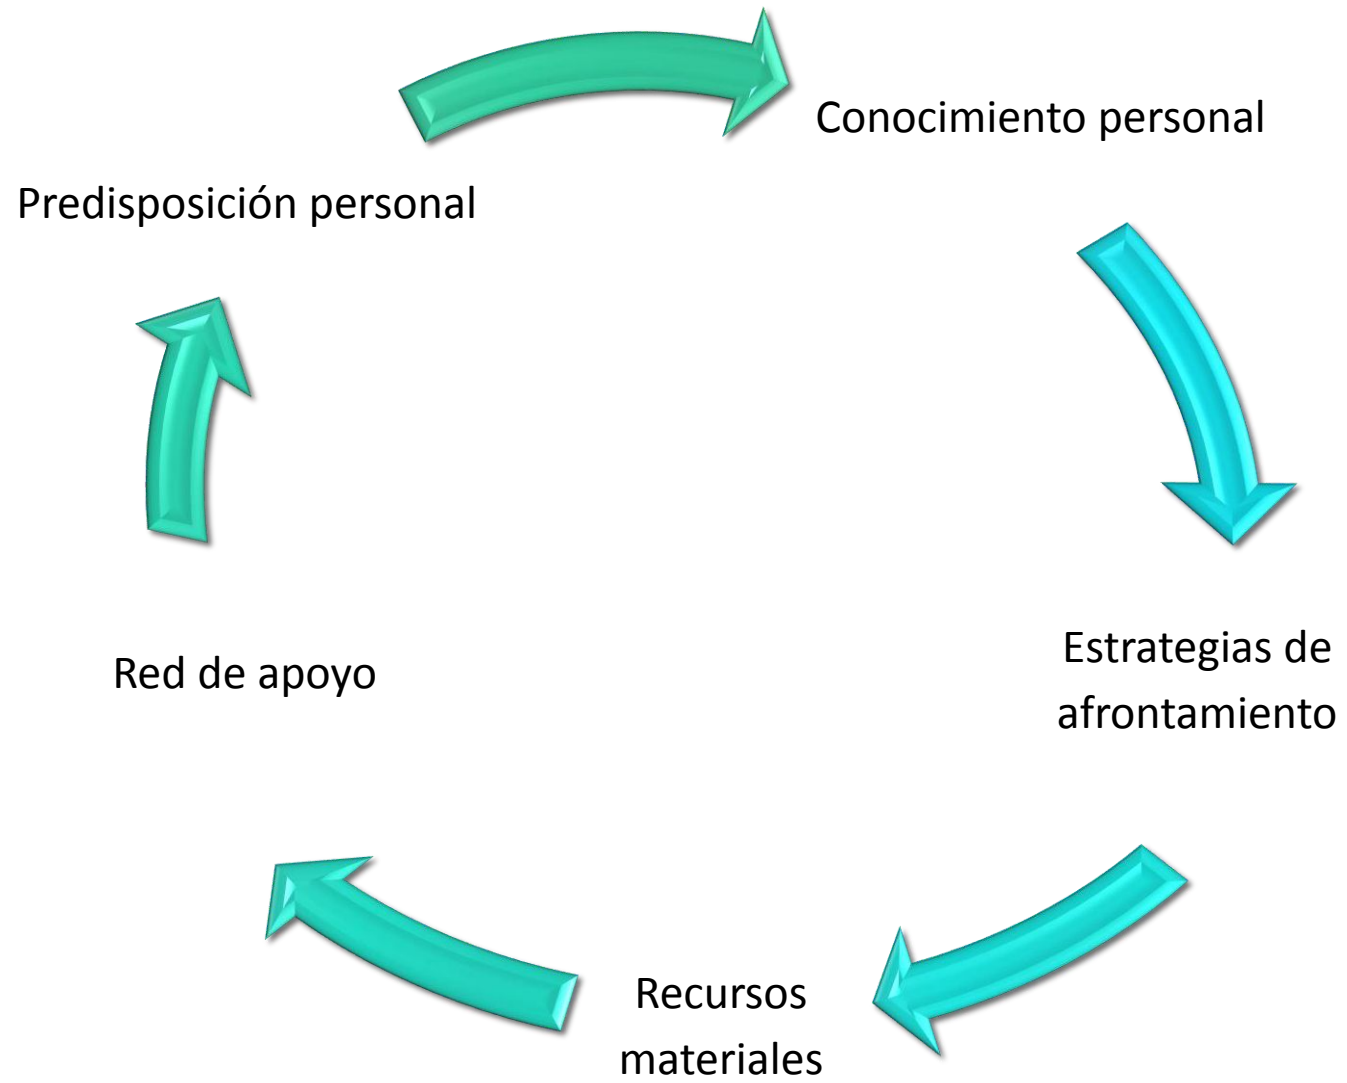 Conocimiento personal
Predisposición personal
Estrategias de
afrontamiento
Red de apoyo
Recursos
materiales